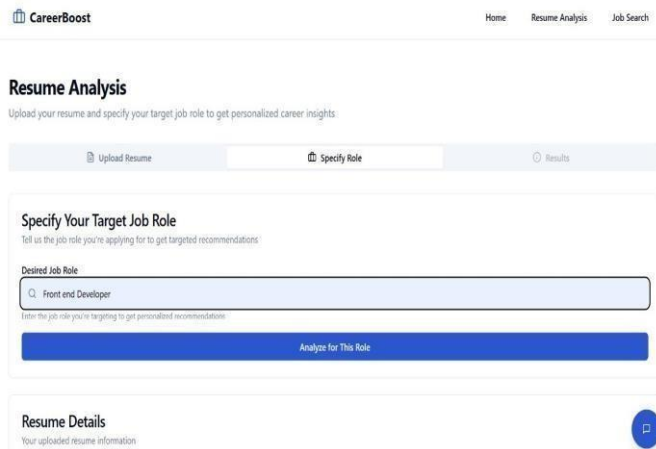 CareerBoost
Home Resume Analysis Job Search
Resume Analysis
Upload your resume and specify your target job role to get personalized career insights
Upload Resume Specify Role Results
Specify Your Target Job Role
Tell us the job role you're applying for to get targeted recommendations
Desired Job Role
Front end Developer
Enter the job role you're targeting to get personalized recommendations
Analyze for This Role
Resume Details
Your uploaded resume information